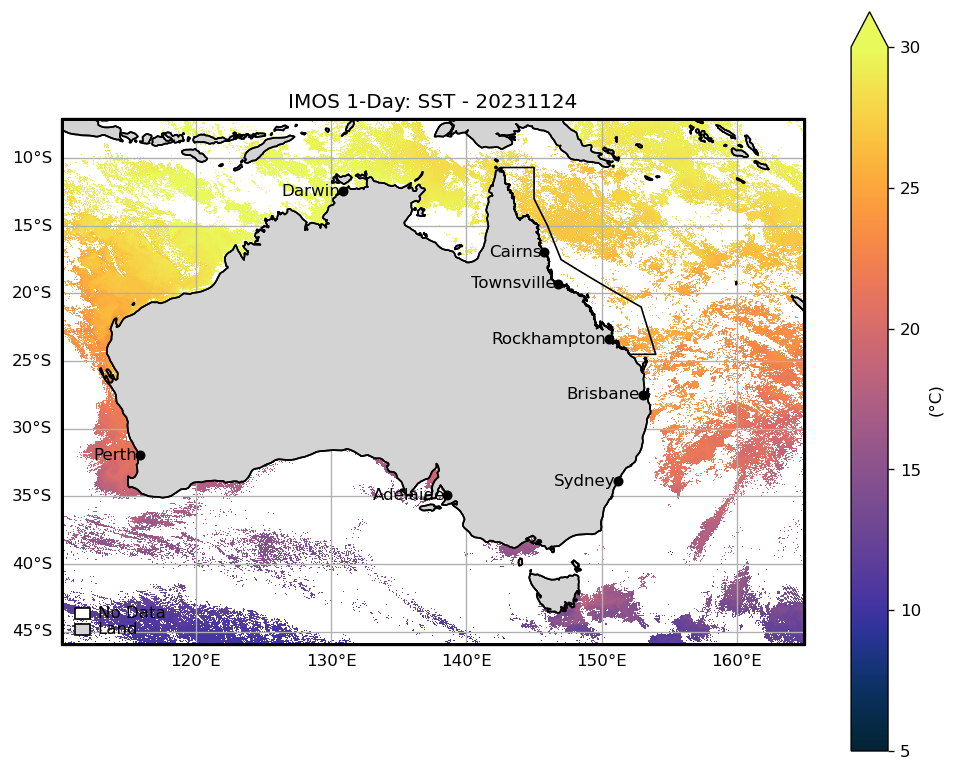 IMOS 1-Day: SST - 20231124
30
10°S
25
Darwin
15°S
Cairns
Townsville
20°S
20
Rockhampton
25°S
Brisbane
(°C)
30°S
Perth
15
Sydney
35°S
Adelaide
40°S
10
No Data
Land
45°S
120°E 130°E 140°E 150°E 160°E
5